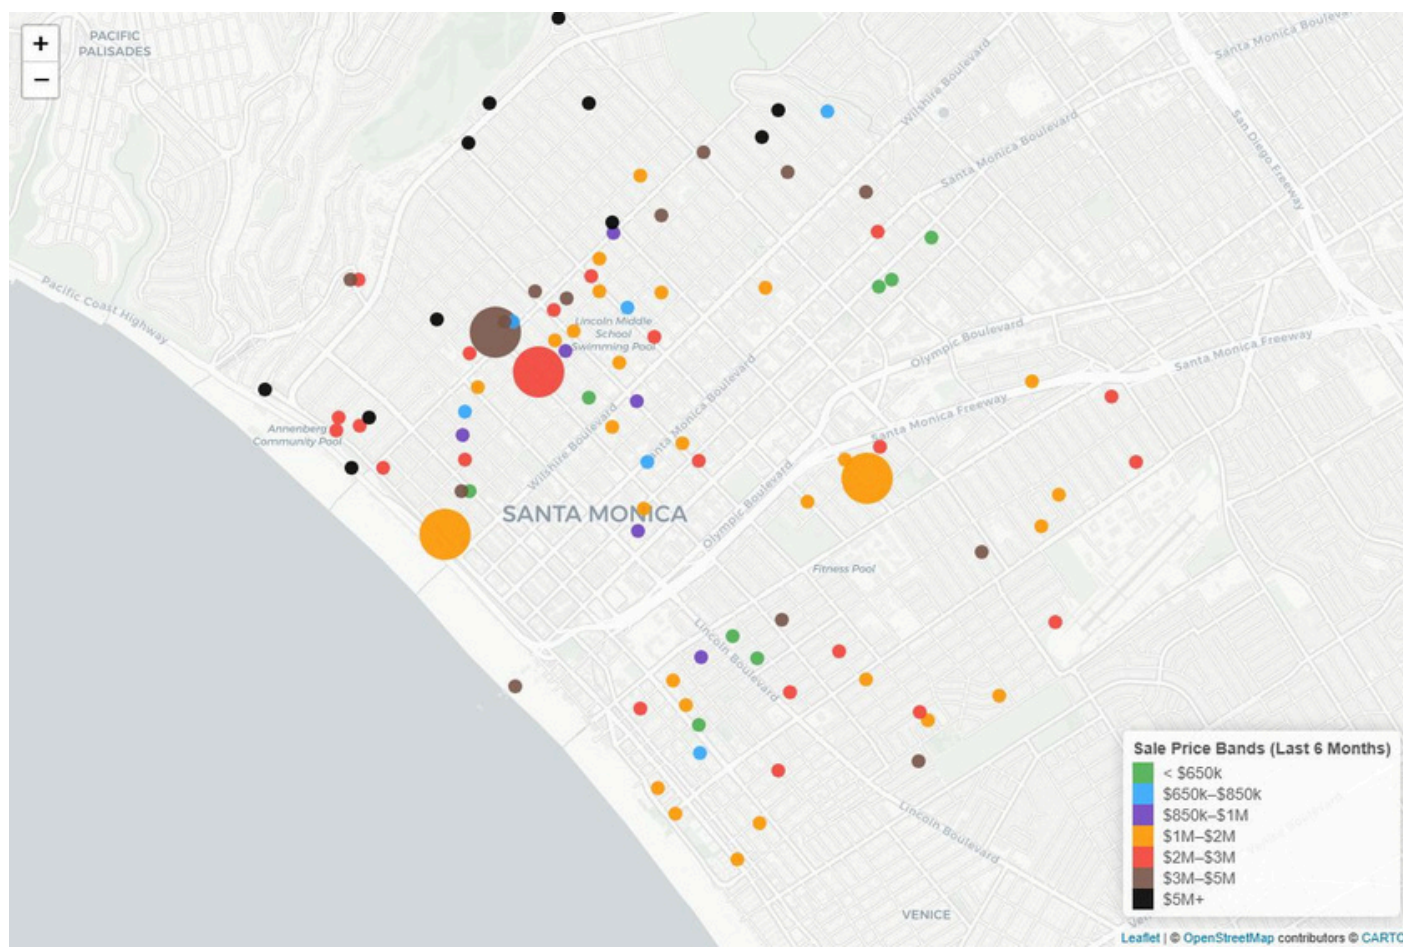 +
−
PACIFIC
PALISADES
Santa Monica Boulevard
Wilshire Boulevard
San Diego Freeway
Santa Monica Boulevard
Pacific Coast Highway
Lincoln Middle
School
Swimming Pool
Olympic Boulevard
Santa Monica Freeway
Santa Monica Boulevard
Annenberg
Community Pool
Wilshire Boulevard
Santa Monica Freeway
SANTA MONICA
Olympic Boulevard
Fitness Pool
Lincoln Boulevard
Sale Price Bands (Last 6 Months)
< $650k
$650k–$850k
$850k–$1M
$1M–$2M
$2M–$3M
$3M–$5M
$5M+
Lincoln Boulevard
VENICE
Leaflet | © OpenStreetMap contributors © CARTO